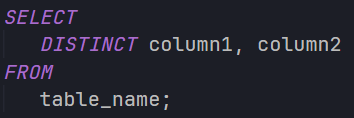 SELECT
DISTINCT column1, column2
FROM
table_name;